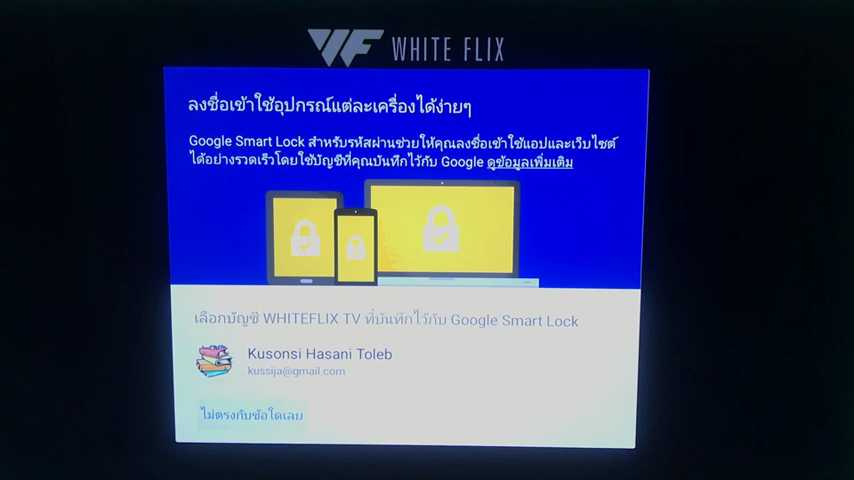 WHITE FLIX
ลงชื่อเข้าใช้อุปกรณ์แต่ละเครื่องได้ง่ายๆ
Google Smart Lock สำหรับรหัสผ่านช่วยให้คุณลงชื่อเข้าใช้แอปและเว็บไซต์
ได้อย่างรวดเร็วโดยใช้บัญชีที่คุณบันทึกไว้กับ Google ดูข้อมูลเพิ่มเติม
เลือกบัญชี WHITEFLIX TV ที่บันทึกไว้กับ Google Smart Lock
Kusonsi Hasani Toleb
kussija@gmail.com
ไม่ตรงกับข้อใดเลย